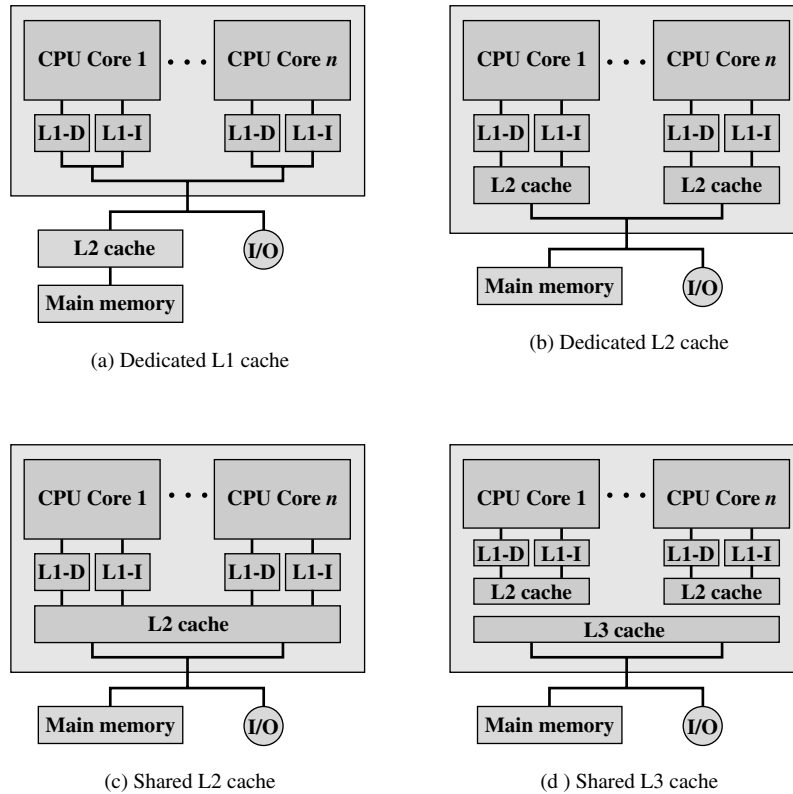 CPU Core 1 • • • CPU Core n
L1-D L1-I L1-D L1-I
L2 cache I/O
Main memory
(a) Dedicated L1 cache
CPU Core 1 • • • CPU Core n
L1-D L1-I L1-D L1-I
L2 cache L2 cache
Main memory I/O
(b) Dedicated L2 cache
CPU Core 1 • • • CPU Core n
L1-D L1-I L1-D L1-I
L2 cache
Main memory I/O
(c) Shared L2 cache
CPU Core 1 • • • CPU Core n
L1-D L1-I L1-D L1-I
L2 cache L2 cache
L3 cache
Main memory I/O
(d ) Shared L3 cache